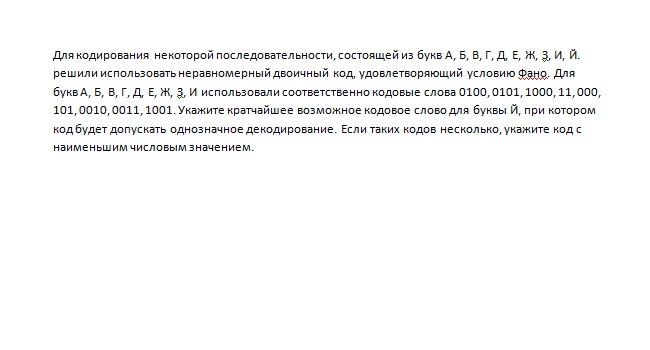 Для кодирования некоторой последовательности, состоящей из букв А, Б, В, Г, Д, Е, Ж, З, И, Й.
решили использовать неравномерный двоичный код, удовлетворяющий условию Фано. Для
букв А, Б, В, Г, Д, Е, Ж, З, И использовали соответственно кодовые слова 0100, 0101, 1000, 11, 000,
101, 0010, 0011, 1001. Укажите кратчайшее возможное кодовое слово для буквы Й, при котором
код будет допускать однозначное декодирование. Если таких кодов несколько, укажите код с
наименьшим числовым значением.